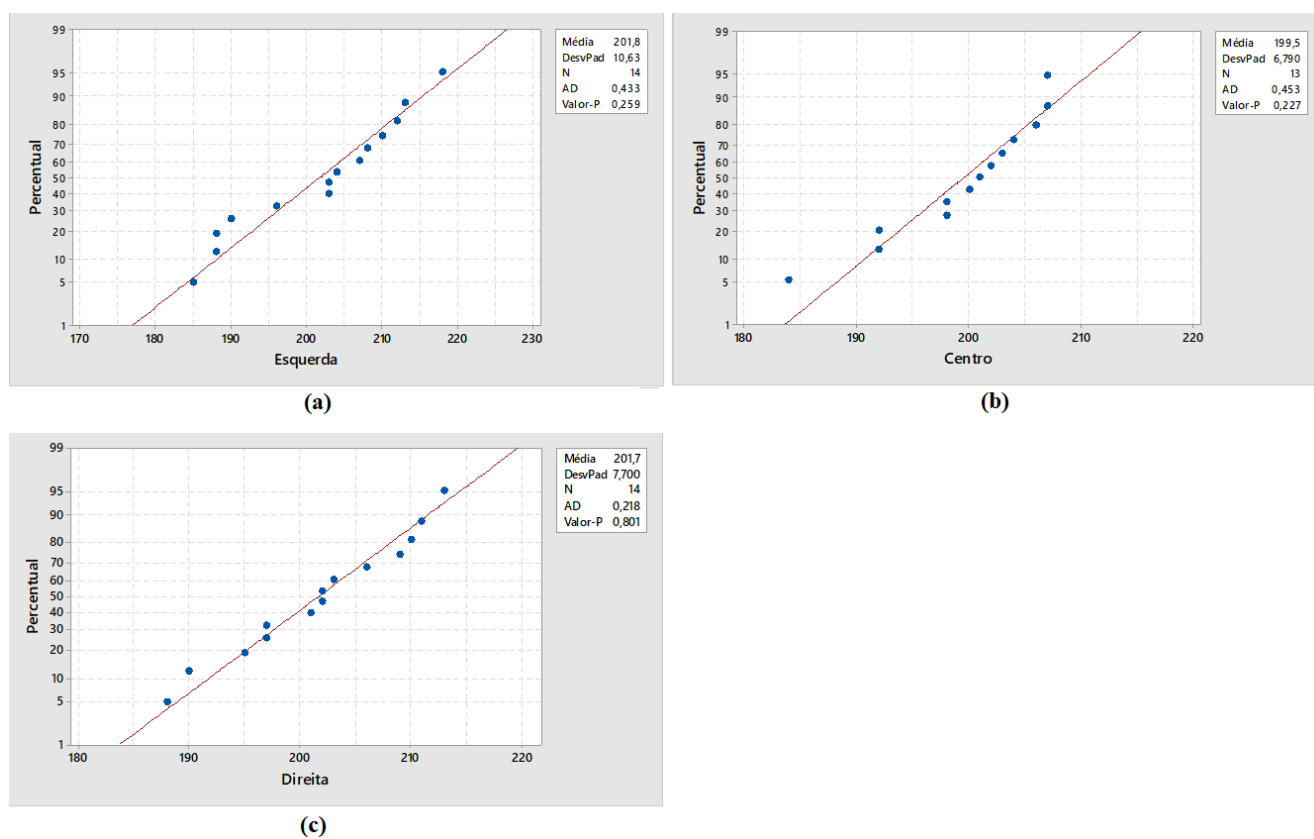 99
95
90
80
70
60
50
40
30
20
10
5
1
Percentual
170 180 190 200 210 220 230
Esquerda
Média 201,8
DesvPad 10,63
N 14
AD 0,433
Valor-P 0,259
(a)
99
95
90
80
70
60
50
40
30
20
10
5
1
Percentual
180 190 200 210 220
Centro
Média 199,5
DesvPad 6,790
N 13
AD 0,453
Valor-P 0,227
(b)
99
95
90
80
70
60
50
40
30
20
10
5
1
Percentual
180 190 200 210 220
Direita
Média 201,7
DesvPad 7,700
N 14
AD 0,218
Valor-P 0,801
(c)